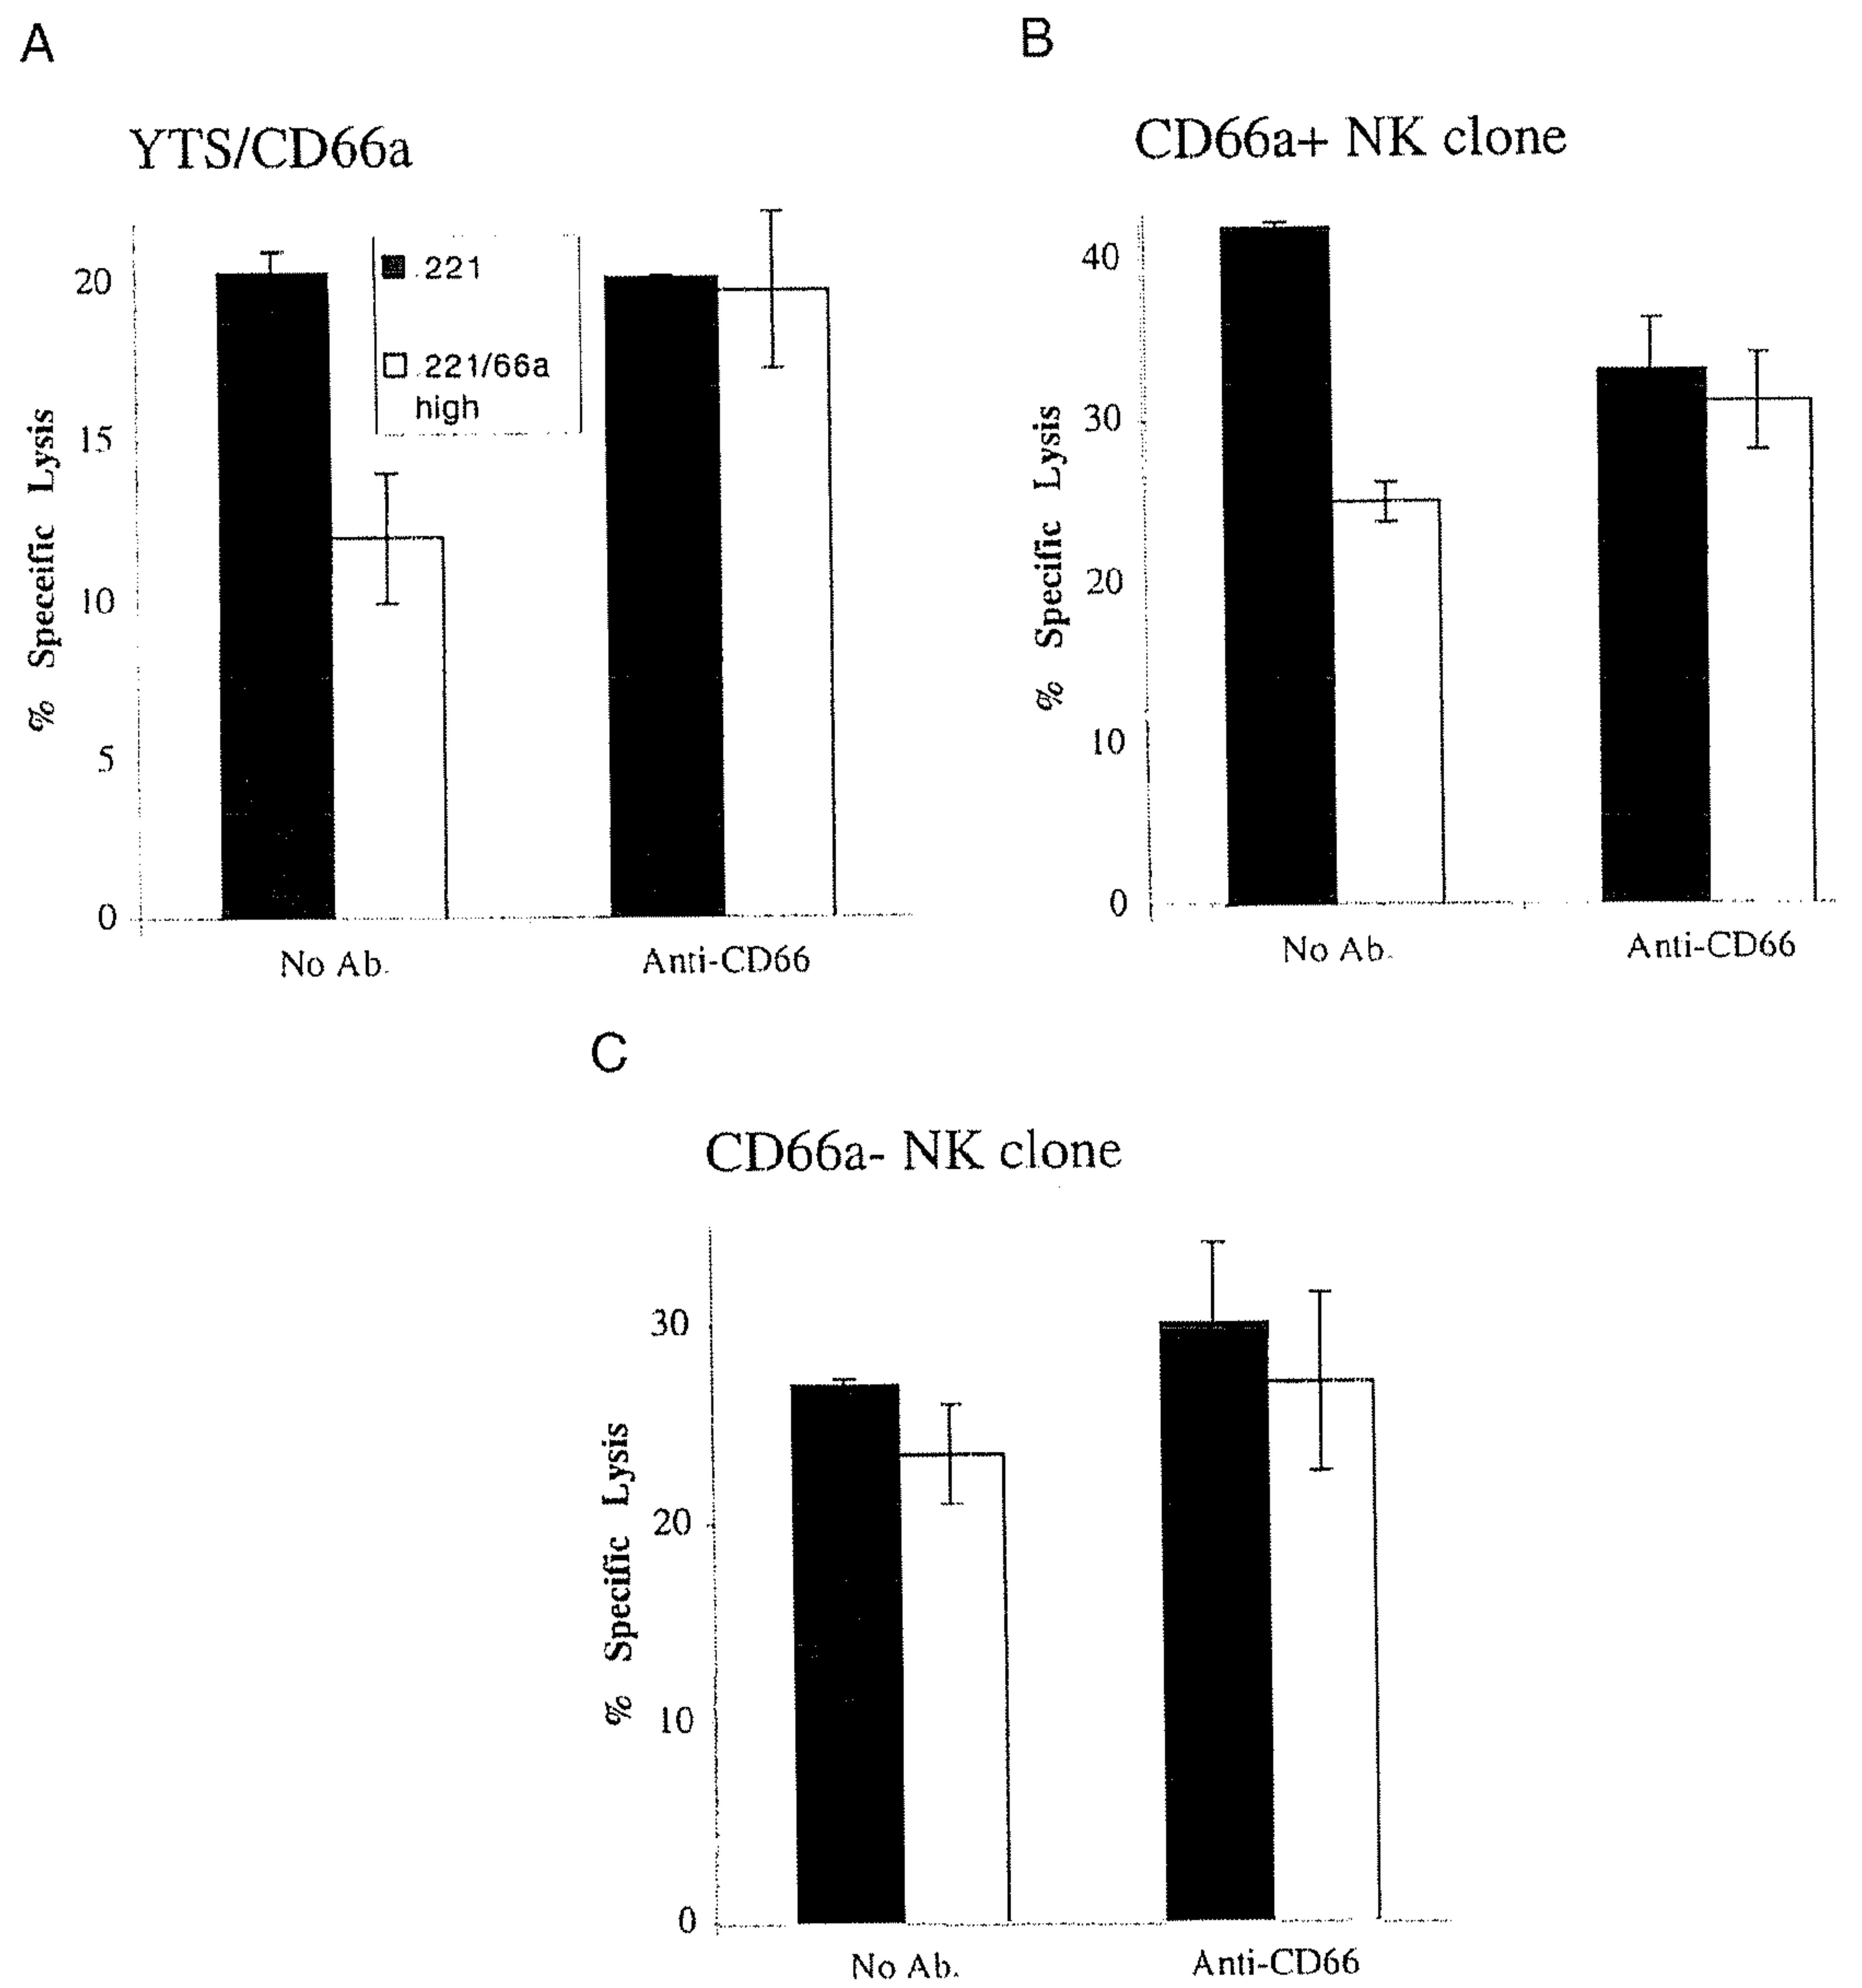 A
YTS/CD66a
% Speceific Lysis
20
15
10
5
0
.221
.221/66a
high
No Ab.
Anti-CD66
B
CD66a+ NK clone
% Specific Lysis
40
30
20
10
0
No Ab.
Anti-CD66
C
CD66a- NK clone
% Specific Lysis
30
20
10
0
No Ab.
Anti-CD66